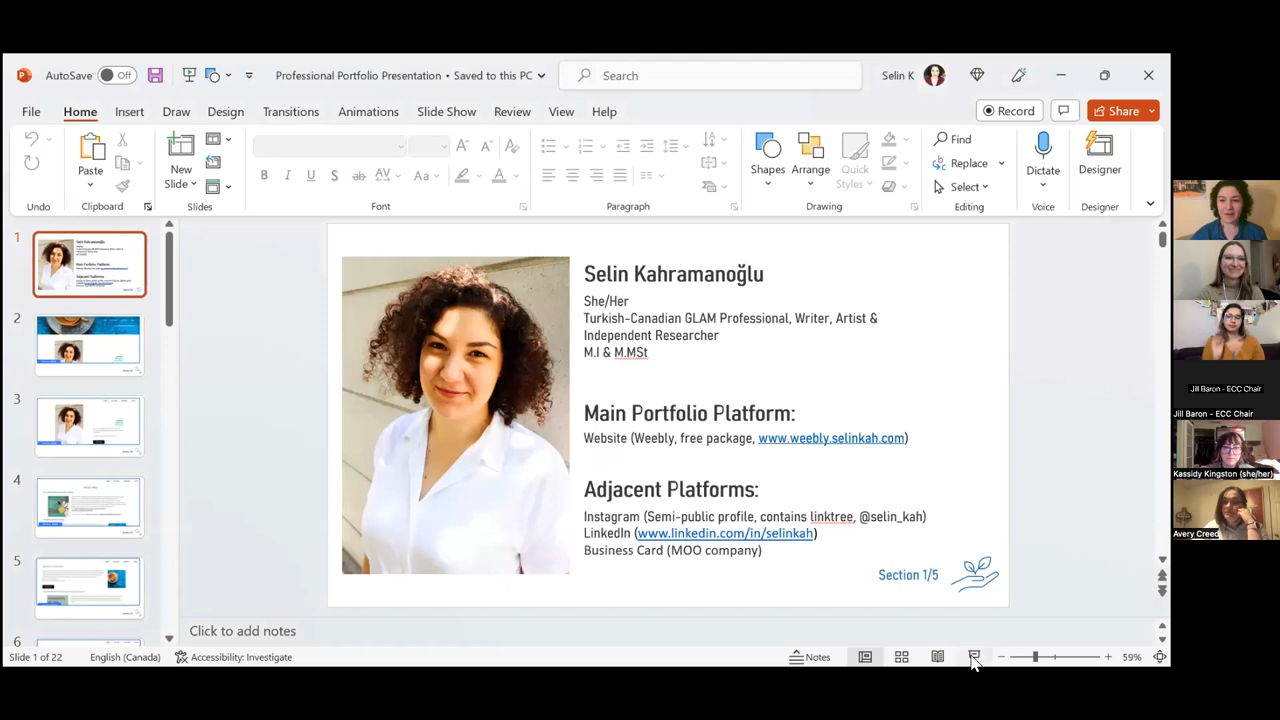 AutoSave Off
Professional Portfolio Presentation • Saved to this PC
Search
Selin K
File Home Insert Draw Design Transitions Animations Slide Show Review View Help
Record
Share
Paste
New
Slide
Shapes
Arrange
Quick
Styles
Find
Replace
Select
Dictate
Designer
Undo
Clipboard
Slides
Font
Paragraph
Drawing
Editing
Voice
Designer
1
2
3
4
5
6
Selin Kahramanoğlu
She/Her
Turkish-Canadian GLAM Professional, Writer, Artist &
Independent Researcher
M.I & M.MSt
Main Portfolio Platform:
Website (Weebly, free package, www.weebly.selinkah.com)
Adjacent Platforms:
Instagram (Semi-public profile, contains linktree, @selin_kah)
LinkedIn (www.linkedin.com/in/selinkah)
Business Card (MOO company)
Section 1/5
Click to add notes
Slide 1 of 22
English (Canada)
Accessibility: Investigate
Notes
59%
Jill Baron - ECC Chair
Jill Baron - ECC Chair
Kassidy Kingston (she/her)
Avery Creed